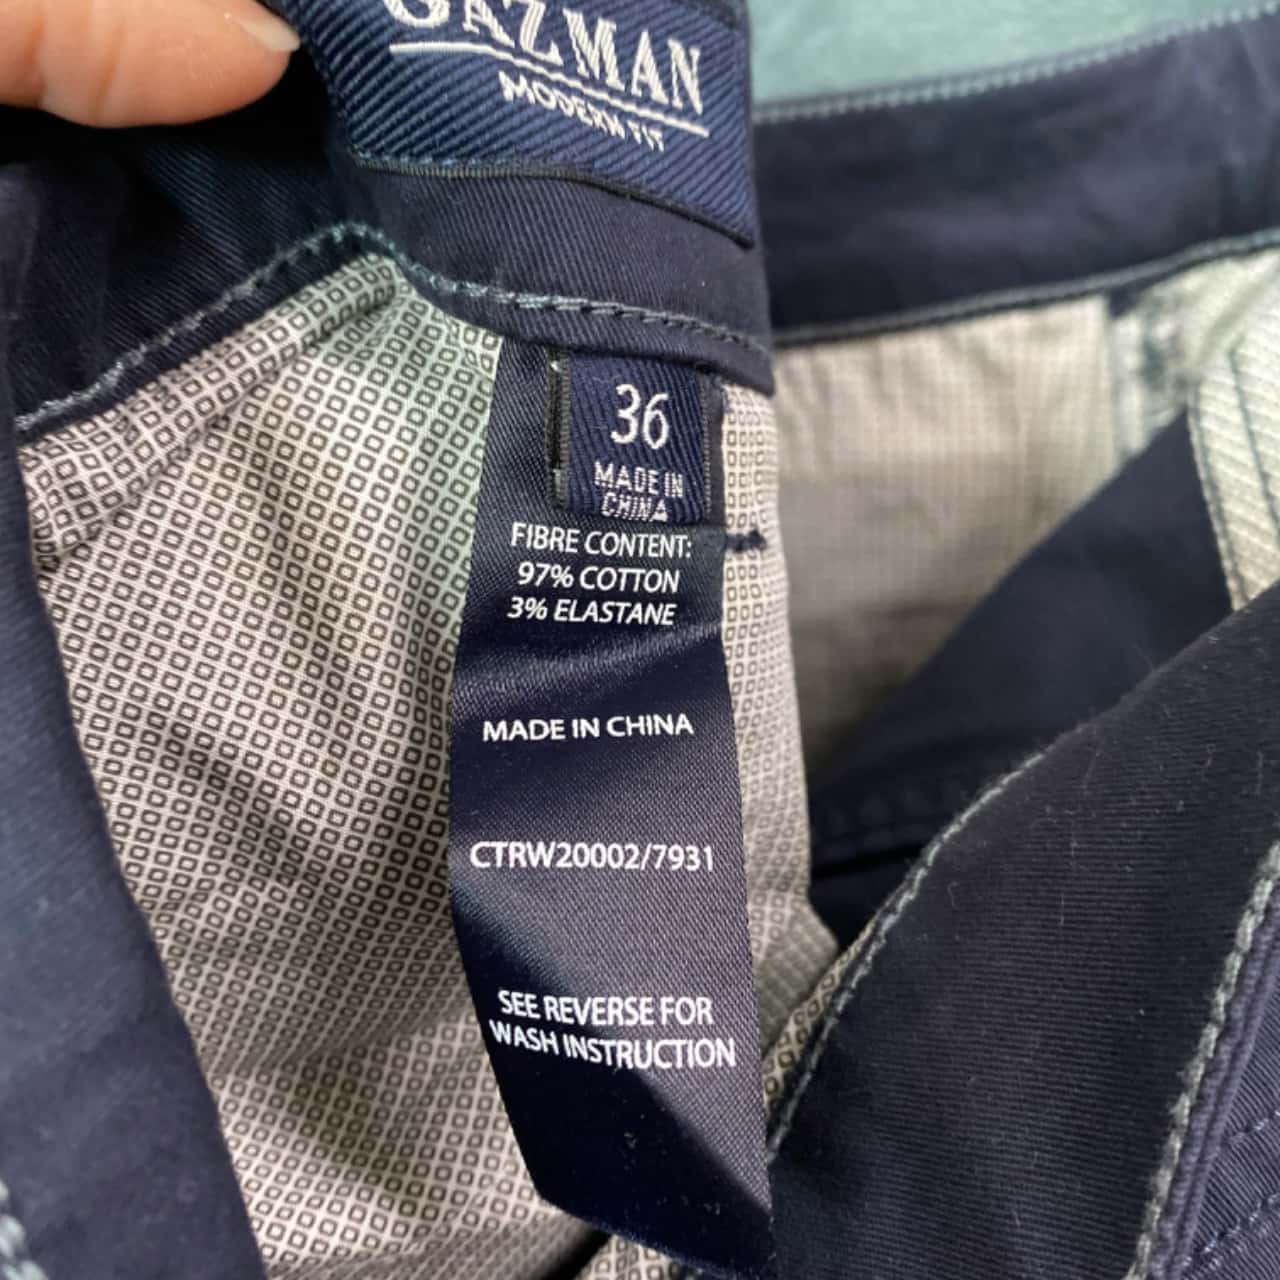 GAZMAN
MODERN FIT
36
MADE IN
CHINA
FIBRE CONTENT:
97% COTTON
3% ELASTANE
MADE IN CHINA
CTRW20002/7931
SEE REVERSE FOR
WASH INSTRUCTION